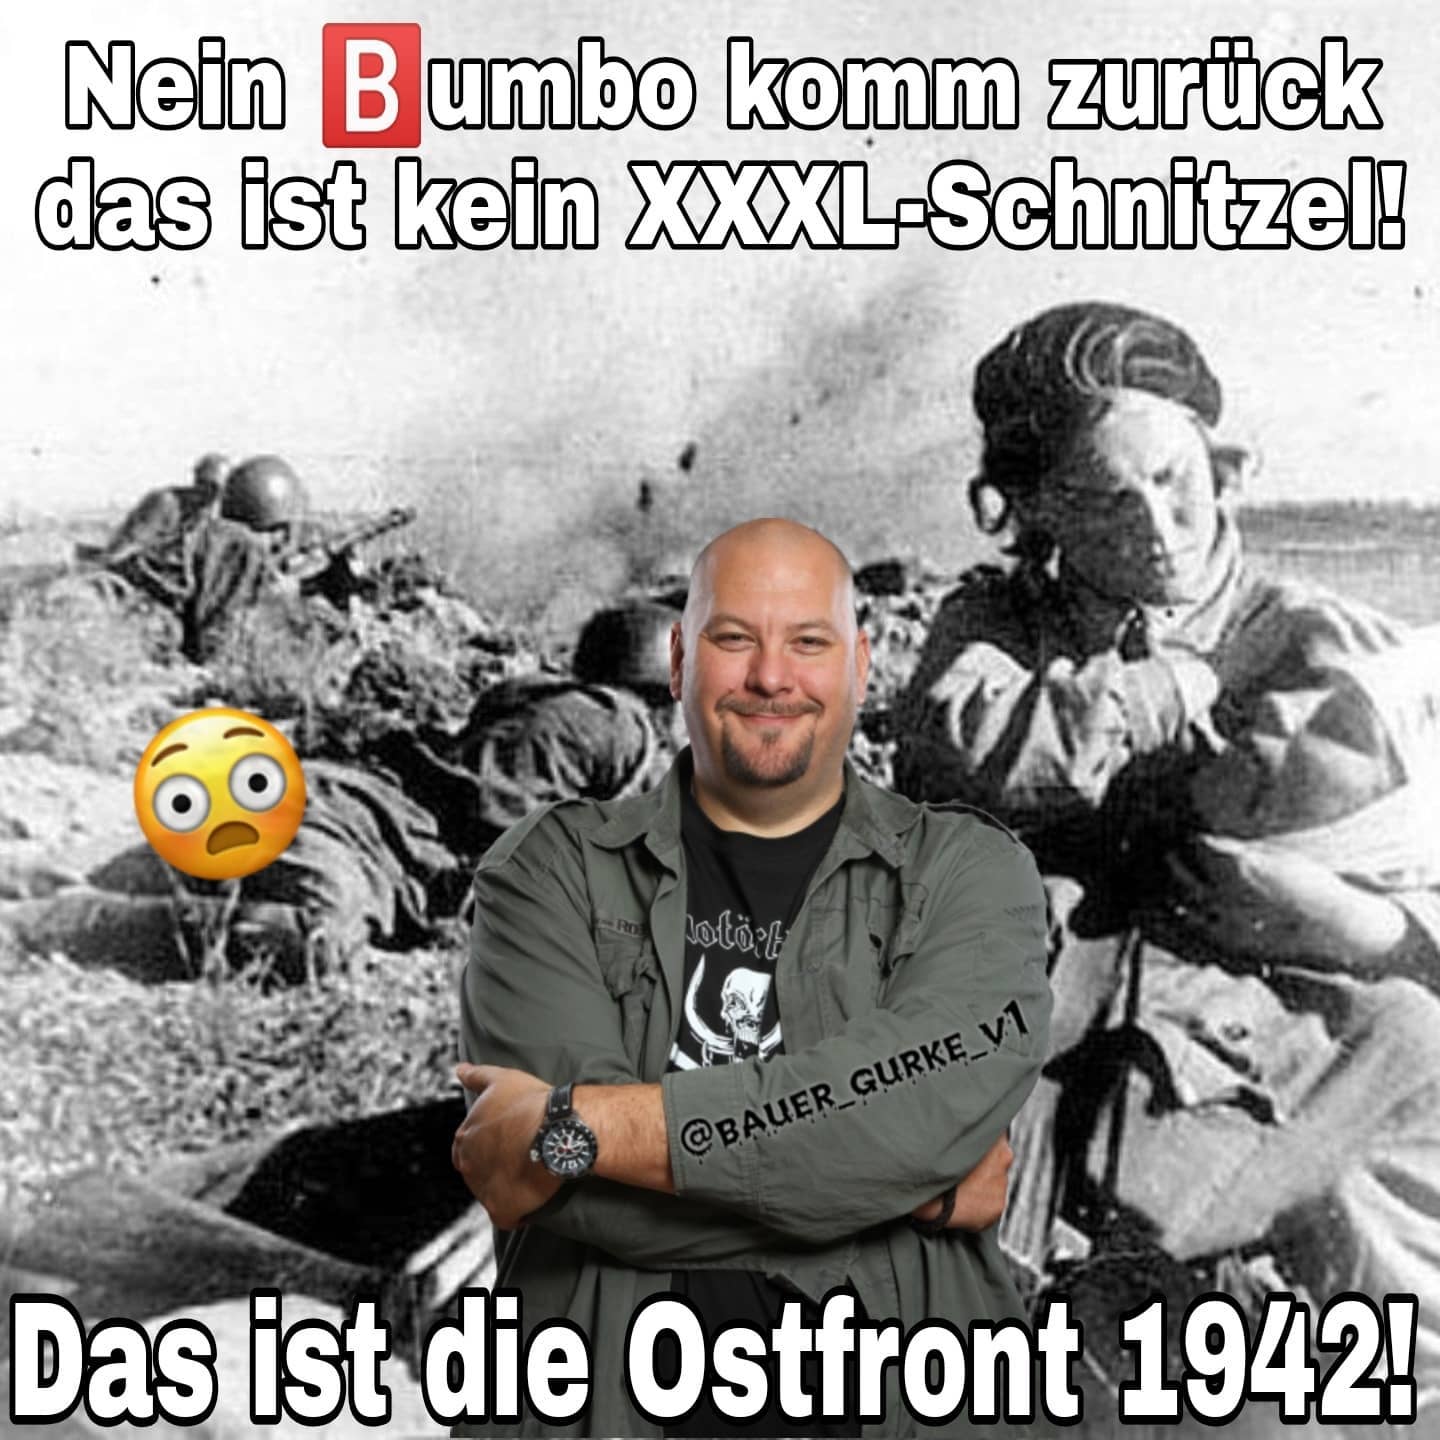 Nein 🅱umbo komm zurück
das ist kein XXXL-Schnitzel!
@BAUER_GURKE_V1
Das ist die Ostfront 1942!